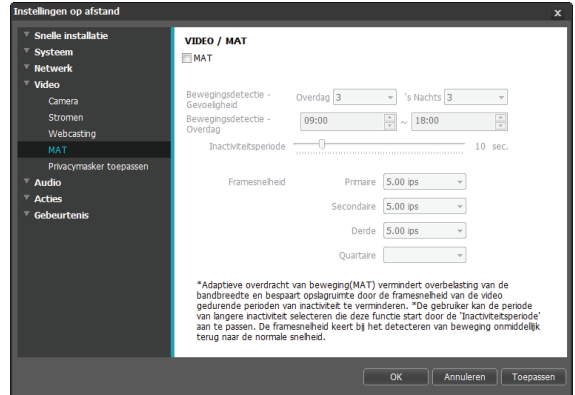 Instellingen op afstand x
Snelle installatie
Systeem
Netwerk
Video
Camera
Stromen
Webcasting
MAT
Privacymasker toepassen
Audio
Acties
Gebeurtenis
VIDEO / MAT
MAT
Bewegingsdetectie - Gevoeligheid Overdag 3 's Nachts 3
Bewegingsdetectie - Overdag 09:00 ~ 18:00
Inactiviteitsperiode 10 sec.
Framesnelheid Primaire 5.00 ips
Secondaire 5.00 ips
Derde 5.00 ips
Quartaire
*Adaptieve overdracht van beweging(MAT) vermindert overbelasting van de
bandbreedte en bespaart opslagruimte door de framesnelheid van de video
gedurende perioden van inactiviteit te verminderen. *De gebruiker kan de periode
van langere inactiviteit selecteren die deze functie start door de 'Inactiviteitsperiode'
aan te passen. De framesnelheid keert bij het detecteren van beweging onmiddellijk
terug naar de normale snelheid.
OK Annuleren Toepassen